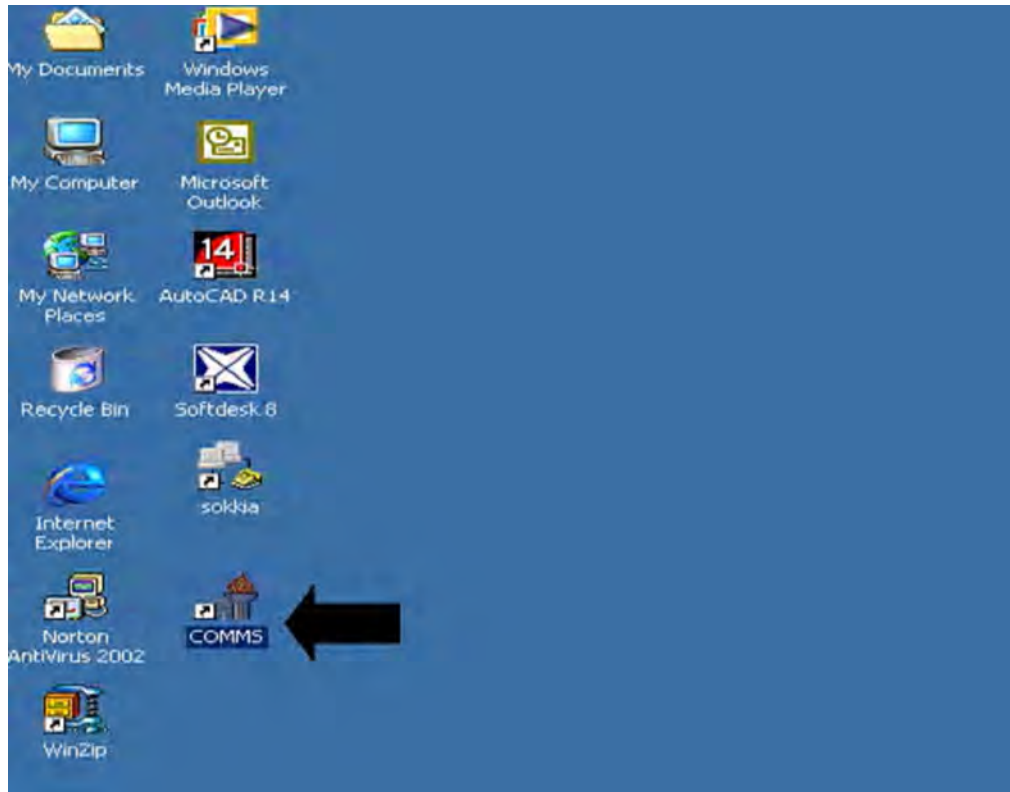 My Documents
Windows
Media Player
My Computer
Microsoft
Outlook
14
My Network
Places
AutoCAD R14
Recycle Bin
Softdesk 8
sokkia
Internet
Explorer
COMMS
Norton
AntiVirus 2002
WinZip